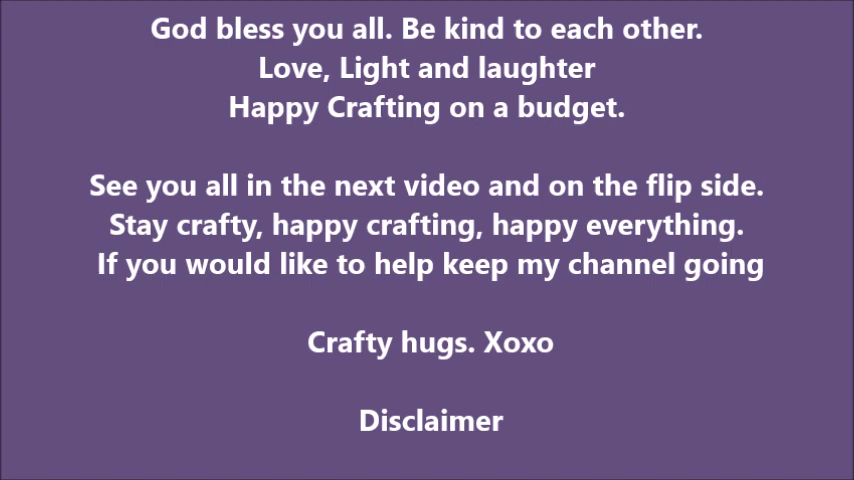 God bless you all. Be kind to each other.
Love, Light and laughter
Happy Crafting on a budget.
See you all in the next video and on the flip side.
Stay crafty, happy crafting, happy everything.
If you would like to help keep my channel going
Crafty hugs. Xoxo
Disclaimer